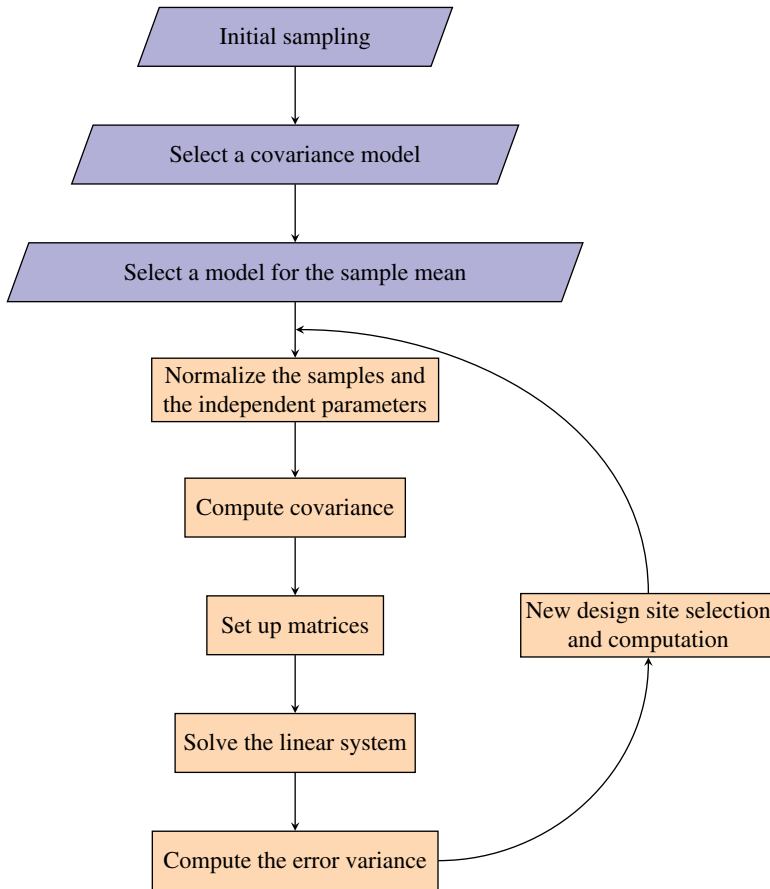 Initial sampling
Select a covariance model
Select a model for the sample mean
Normalize the samples and
the independent parameters
Compute covariance
Set up matrices
New design site selection
and computation
Solve the linear system
Compute the error variance